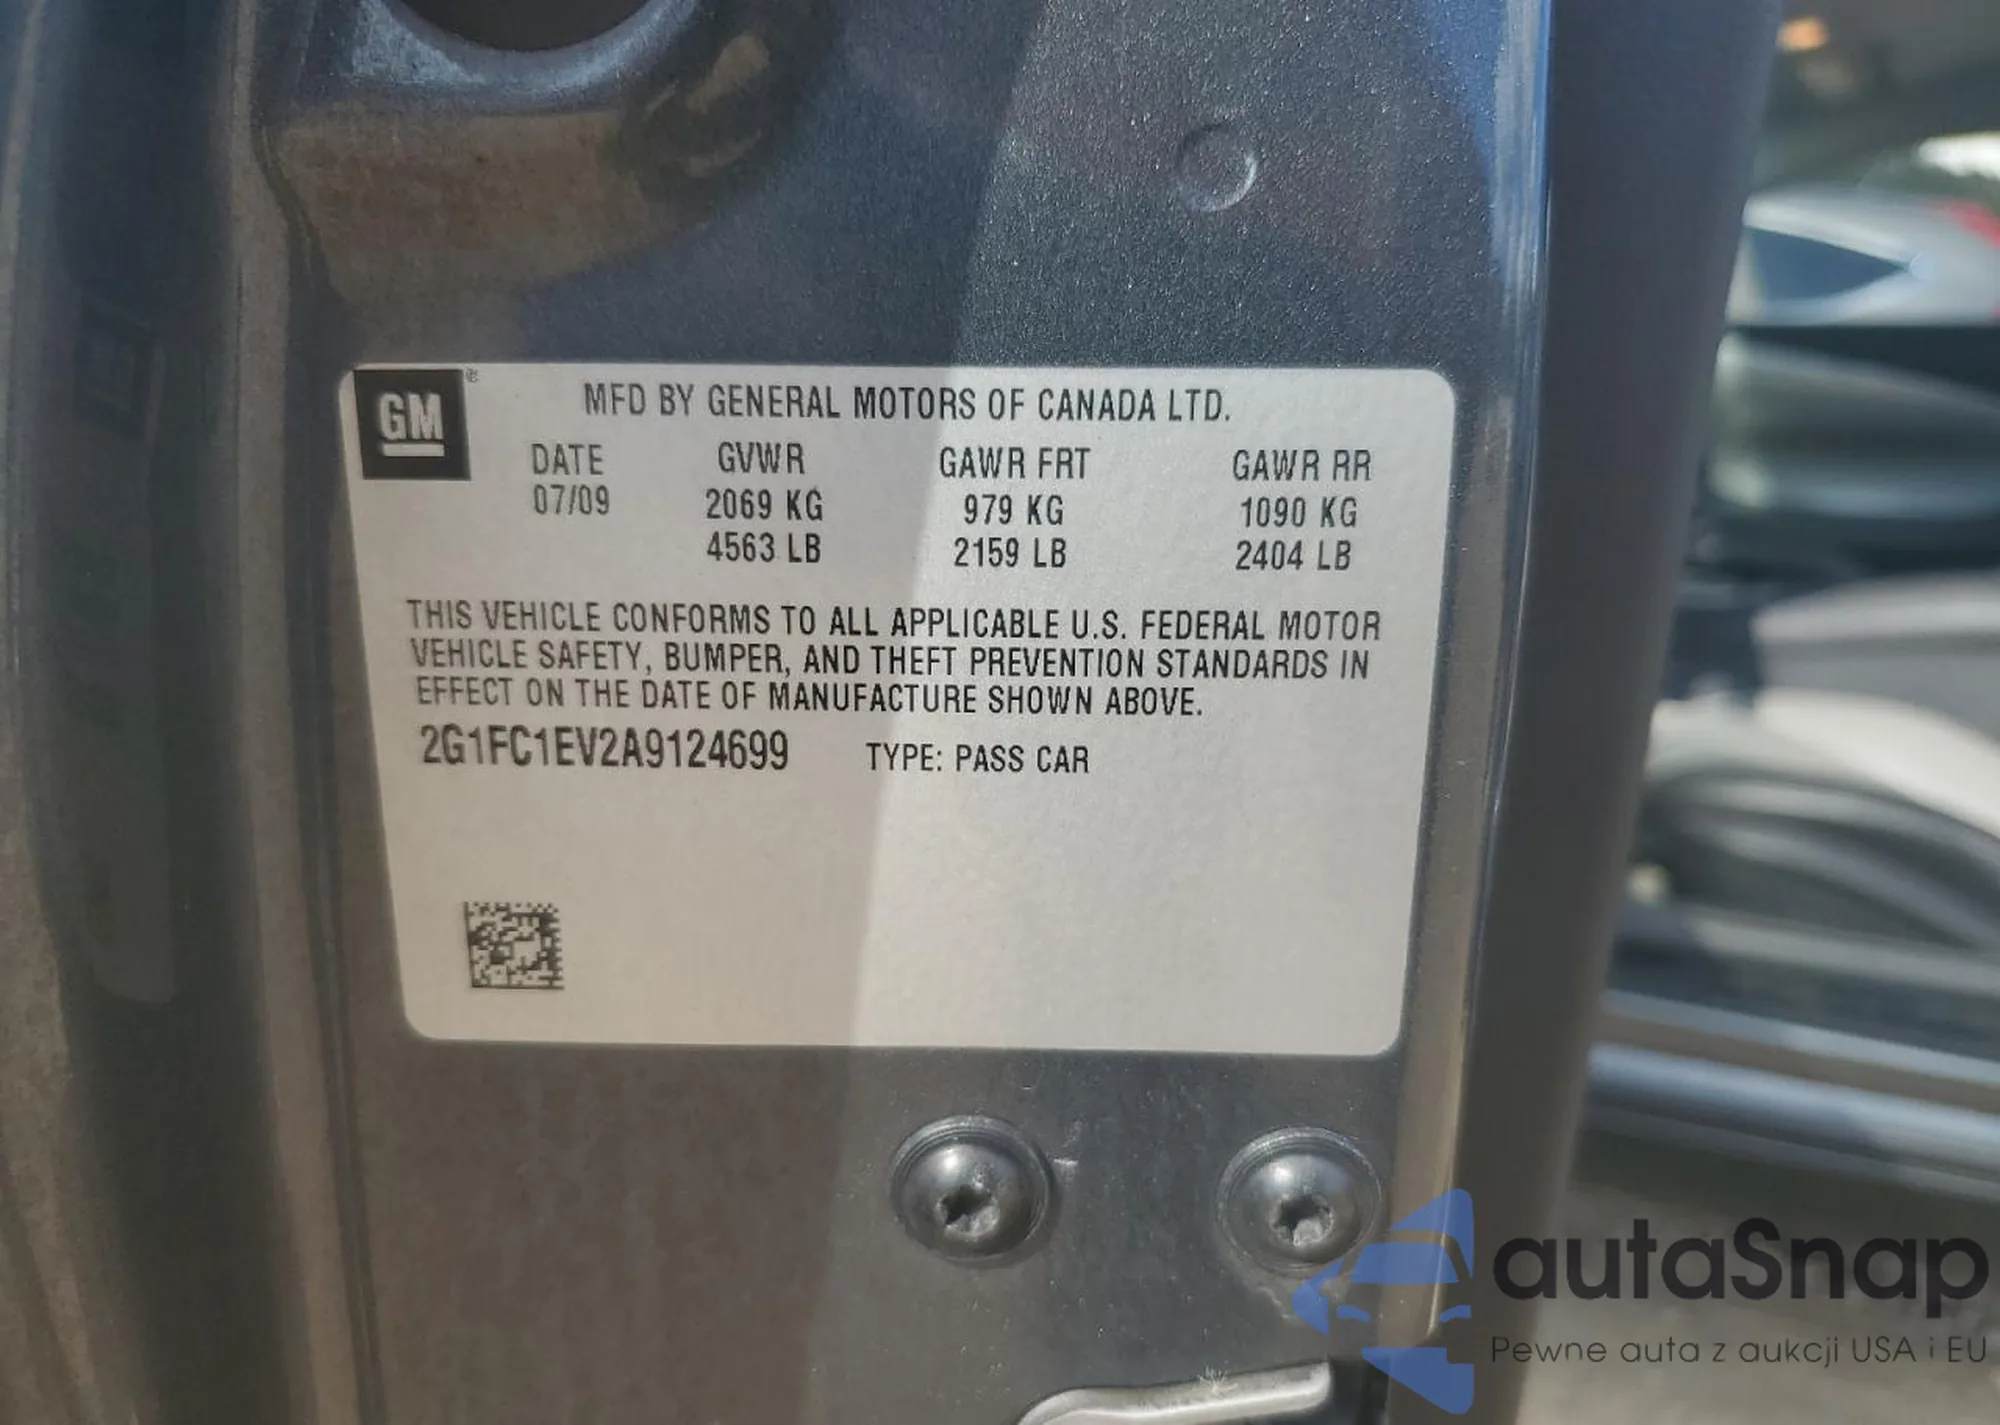 GM
MFD BY GENERAL MOTORS OF CANADA LTD.
DATE GVWR GAWR FRT GAWR RR
07/09 2069 KG 979 KG 1090 KG
4563 LB 2159 LB 2404 LB
THIS VEHICLE CONFORMS TO ALL APPLICABLE U.S. FEDERAL MOTOR
VEHICLE SAFETY, BUMPER, AND THEFT PREVENTION STANDARDS IN
EFFECT ON THE DATE OF MANUFACTURE SHOWN ABOVE.
2G1FC1EV2A9124699 TYPE: PASS CAR
autaSnap
Pewne auta z aukcji USA i EU